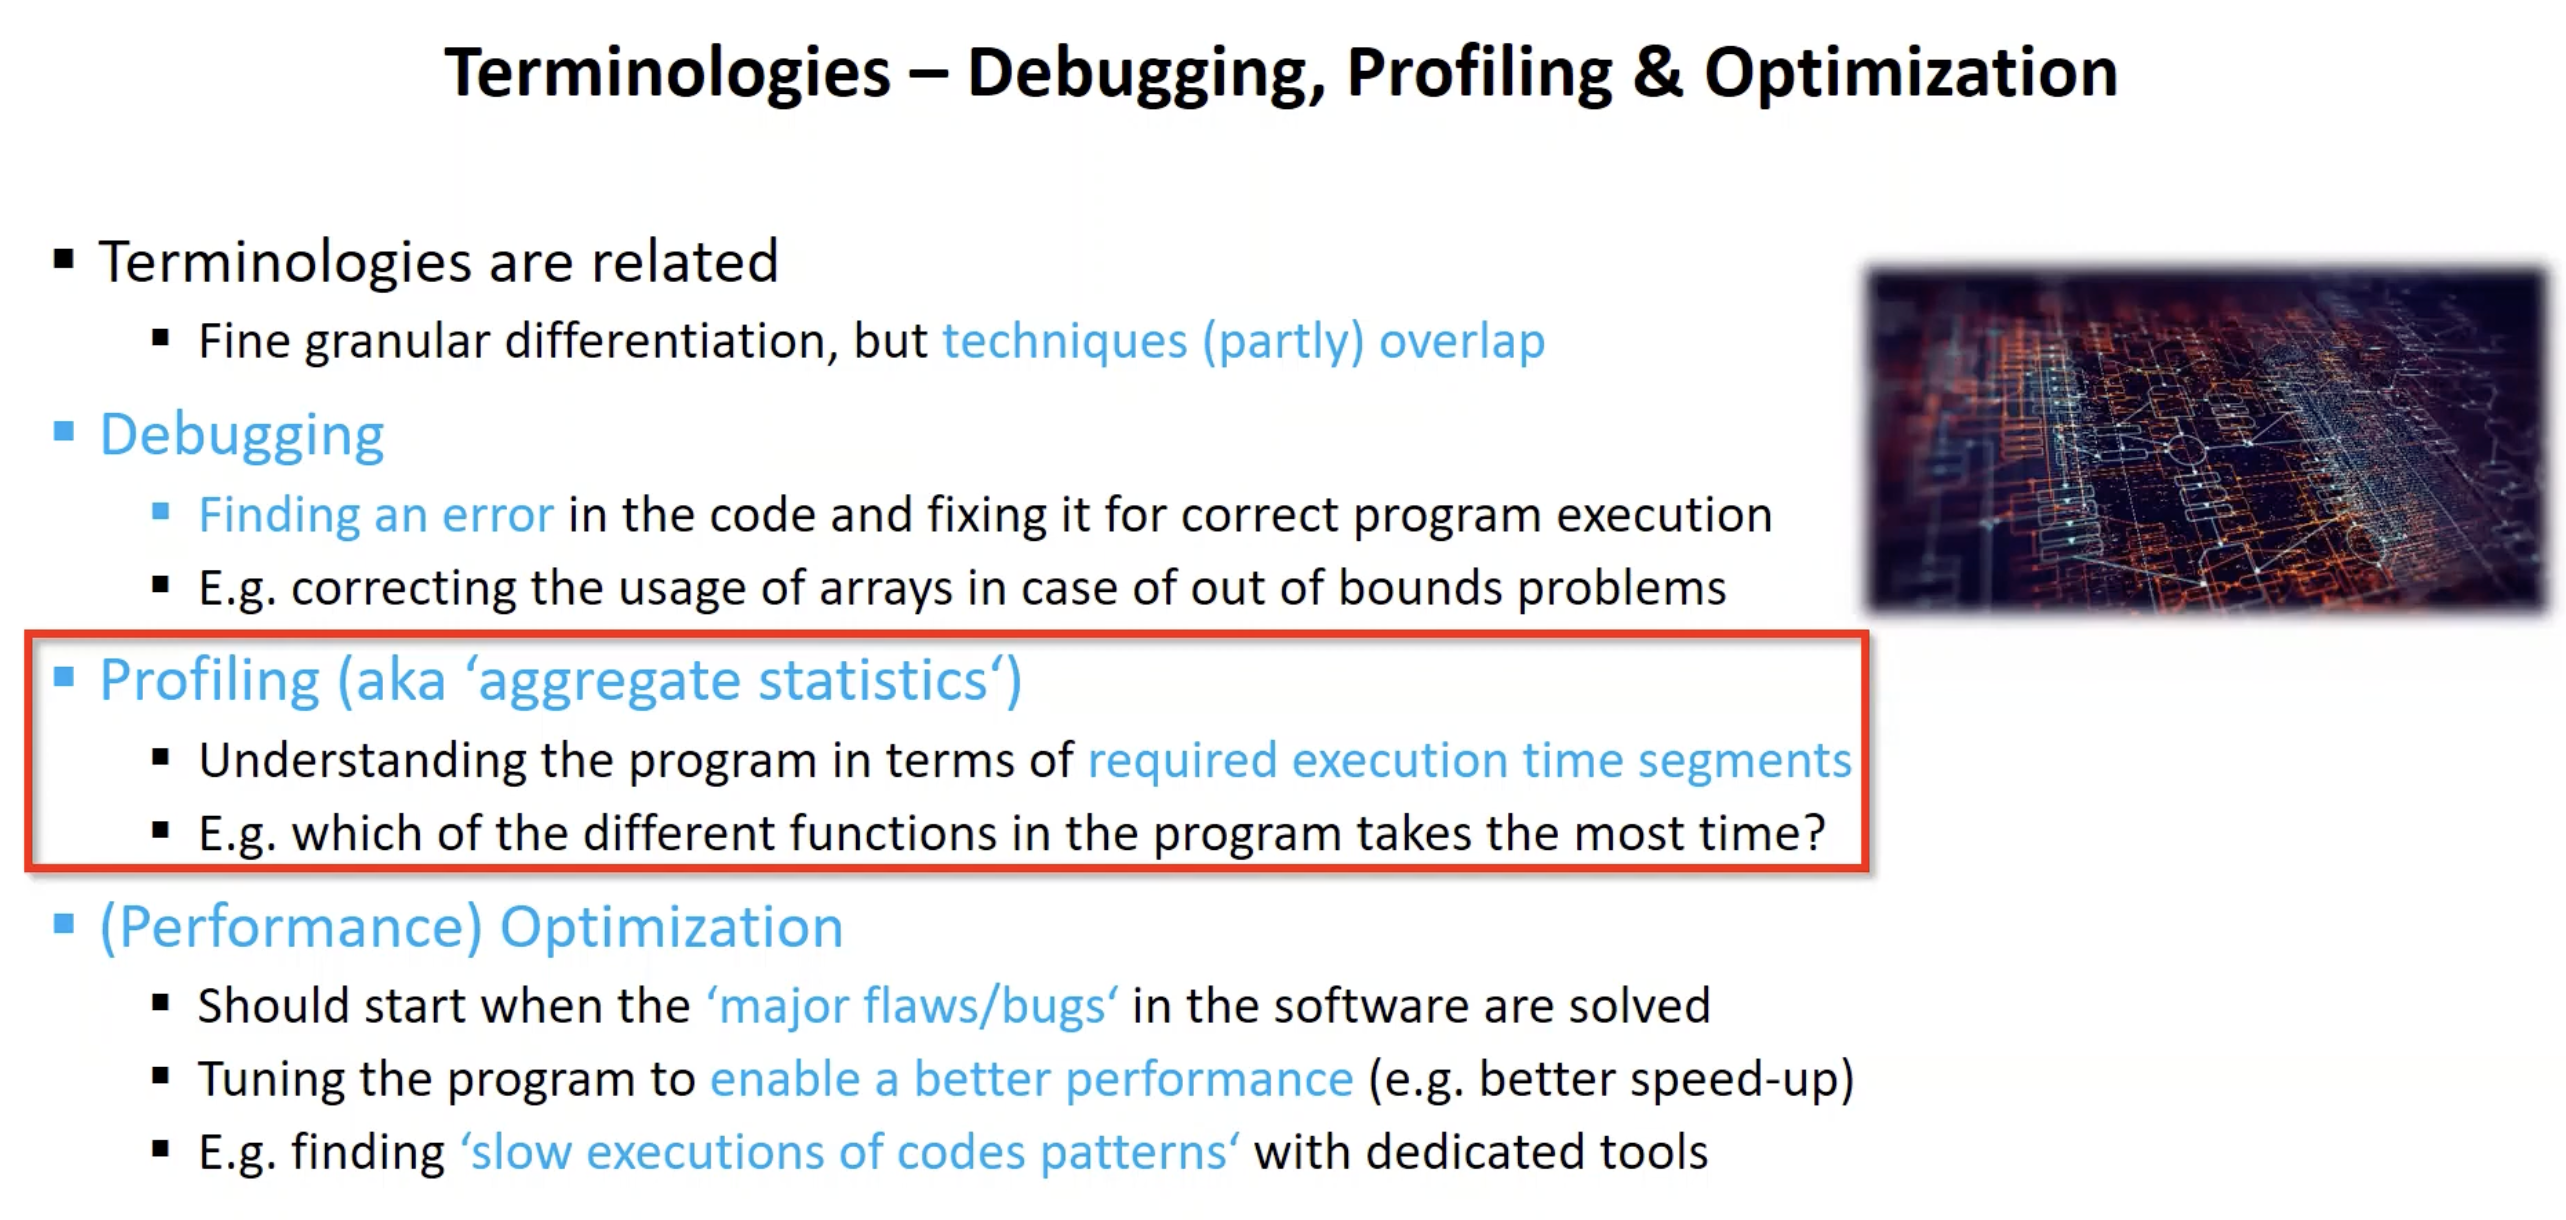 Terminologies – Debugging, Profiling & Optimization
Terminologies are related
Fine granular differentiation, but techniques (partly) overlap
Debugging
Finding an error in the code and fixing it for correct program execution
E.g. correcting the usage of arrays in case of out of bounds problems
Profiling (aka ‘aggregate statistics‘)
Understanding the program in terms of required execution time segments
E.g. which of the different functions in the program takes the most time?
(Performance) Optimization
Should start when the ‘major flaws/bugs‘ in the software are solved
Tuning the program to enable a better performance (e.g. better speed-up)
E.g. finding ‘slow executions of codes patterns‘ with dedicated tools